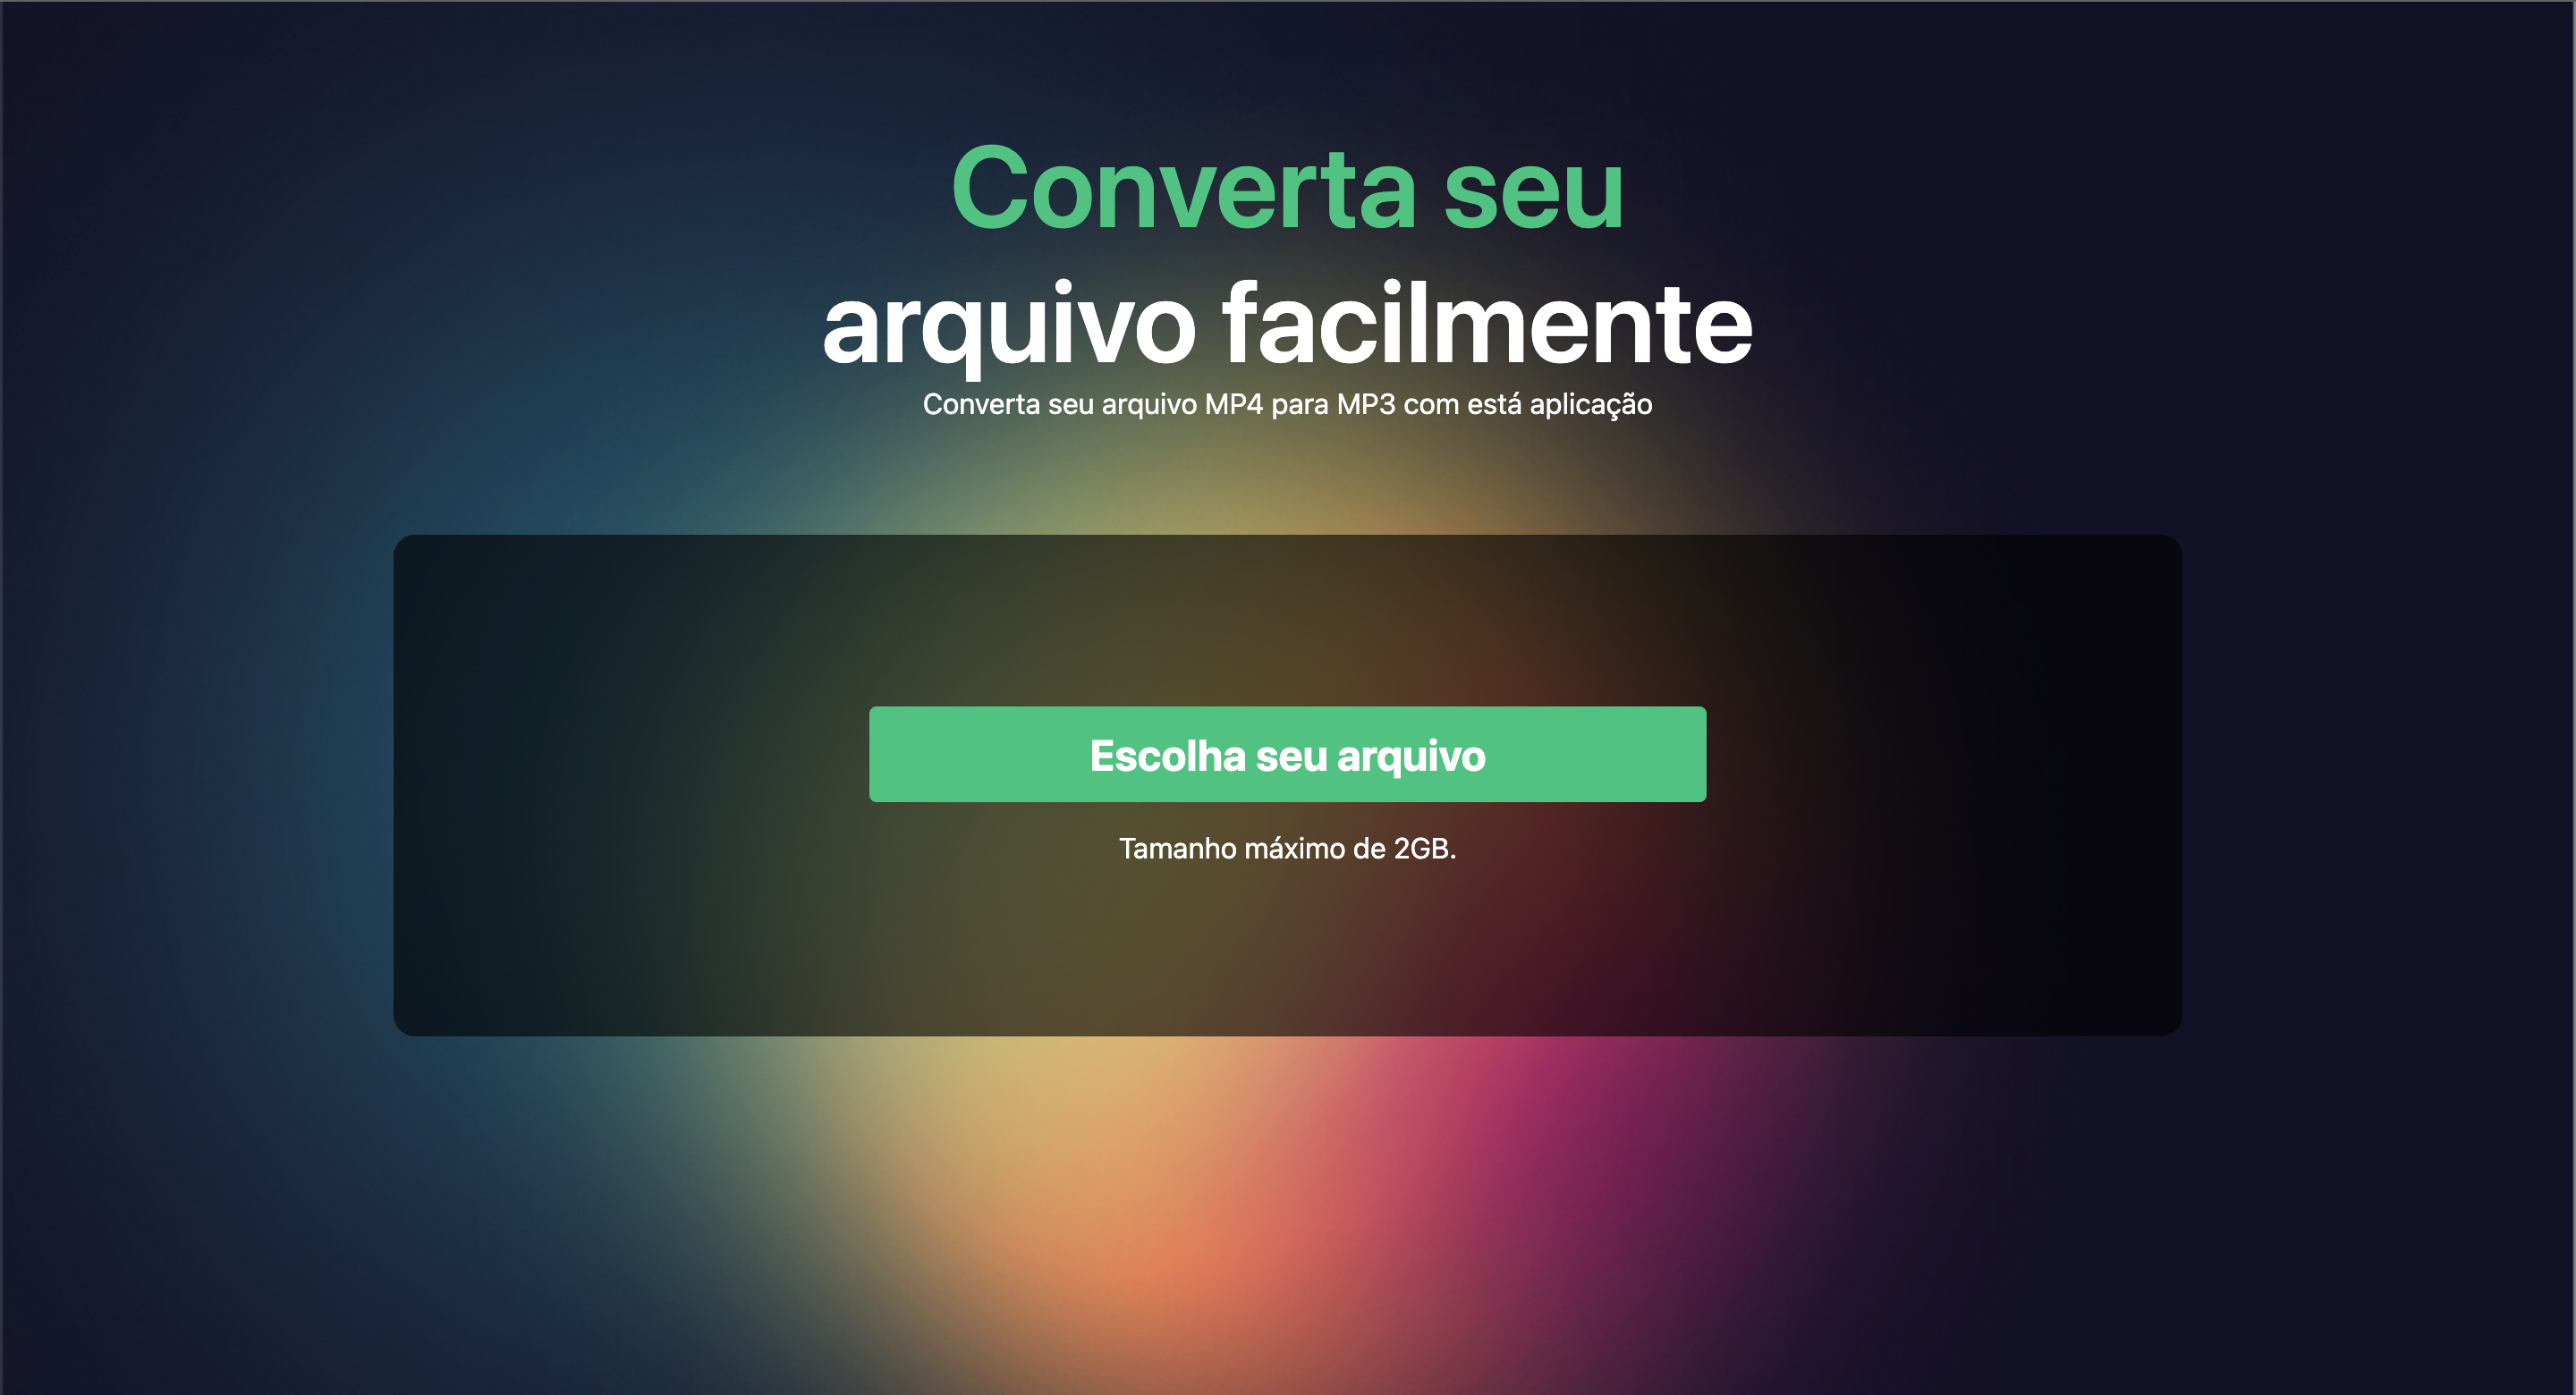 Converta seu
arquivo facilmente
Converta seu arquivo MP4 para MP3 com está aplicação
Escolha seu arquivo
Tamanho máximo de 2GB.